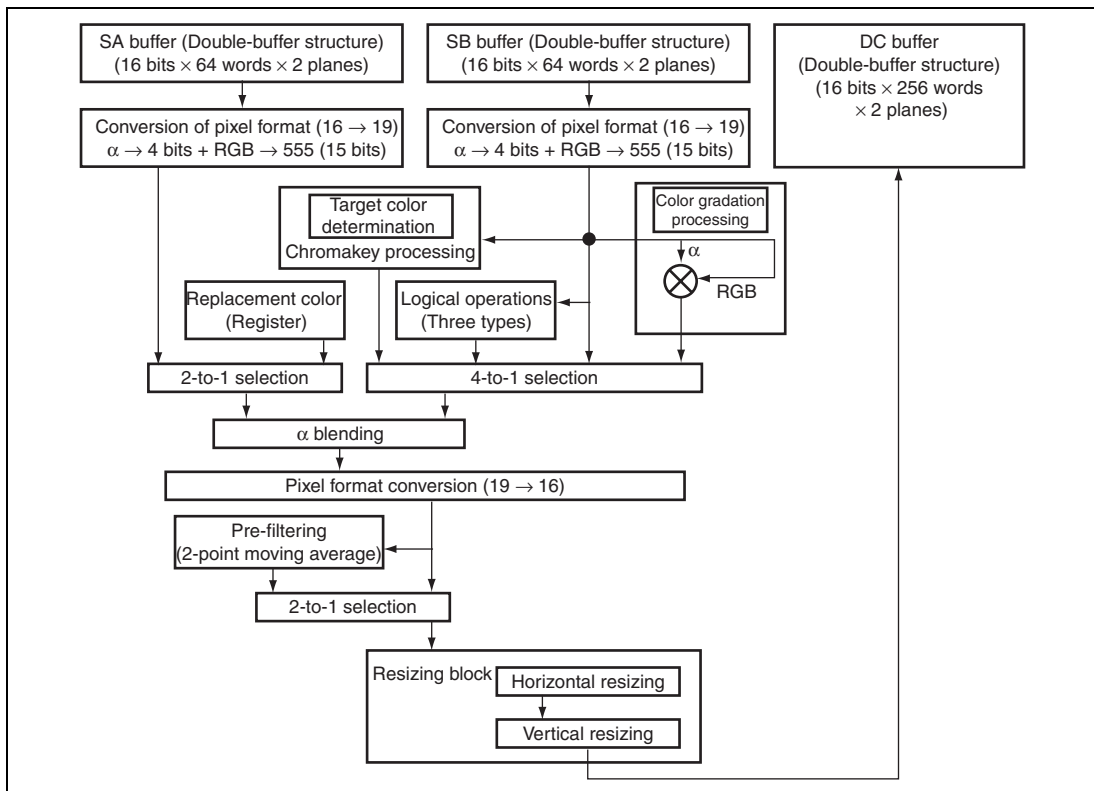 SA buffer (Double-buffer structure)
(16 bits × 64 words × 2 planes)
SB buffer (Double-buffer structure)
(16 bits × 64 words × 2 planes)
DC buffer
(Double-buffer structure)
(16 bits × 256 words
× 2 planes)
Conversion of pixel format (16 → 19)
α → 4 bits + RGB → 555 (15 bits)
Conversion of pixel format (16 → 19)
α → 4 bits + RGB → 555 (15 bits)
Target color
determination
Chromakey processing
Color gradation
processing
α
RGB
Replacement color
(Register)
Logical operations
(Three types)
2-to-1 selection
4-to-1 selection
α blending
Pixel format conversion (19 → 16)
Pre-filtering
(2-point moving average)
2-to-1 selection
Resizing block
Horizontal resizing
Vertical resizing